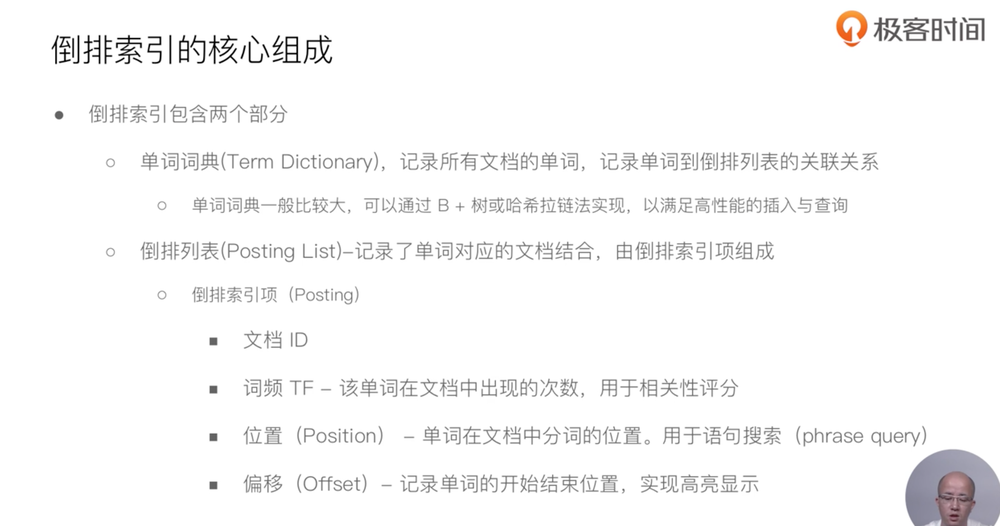 极客时间
倒排索引的核心组成
倒排索引包含两个部分
单词词典(Term Dictionary)，记录所有文档的单词，记录单词到倒排列表的关联关系
单词词典一般比较大，可以通过 B + 树或哈希拉链法实现，以满足高性能的插入与查询
倒排列表(Posting List)–记录了单词对应的文档结合，由倒排索引项组成
倒排索引项（Posting）
文档 ID
词频 TF – 该单词在文档中出现的次数，用于相关性评分
位置（Position） – 单词在文档中分词的位置。用于语句搜索（phrase query）
偏移（Offset）– 记录单词的开始结束位置，实现高亮显示